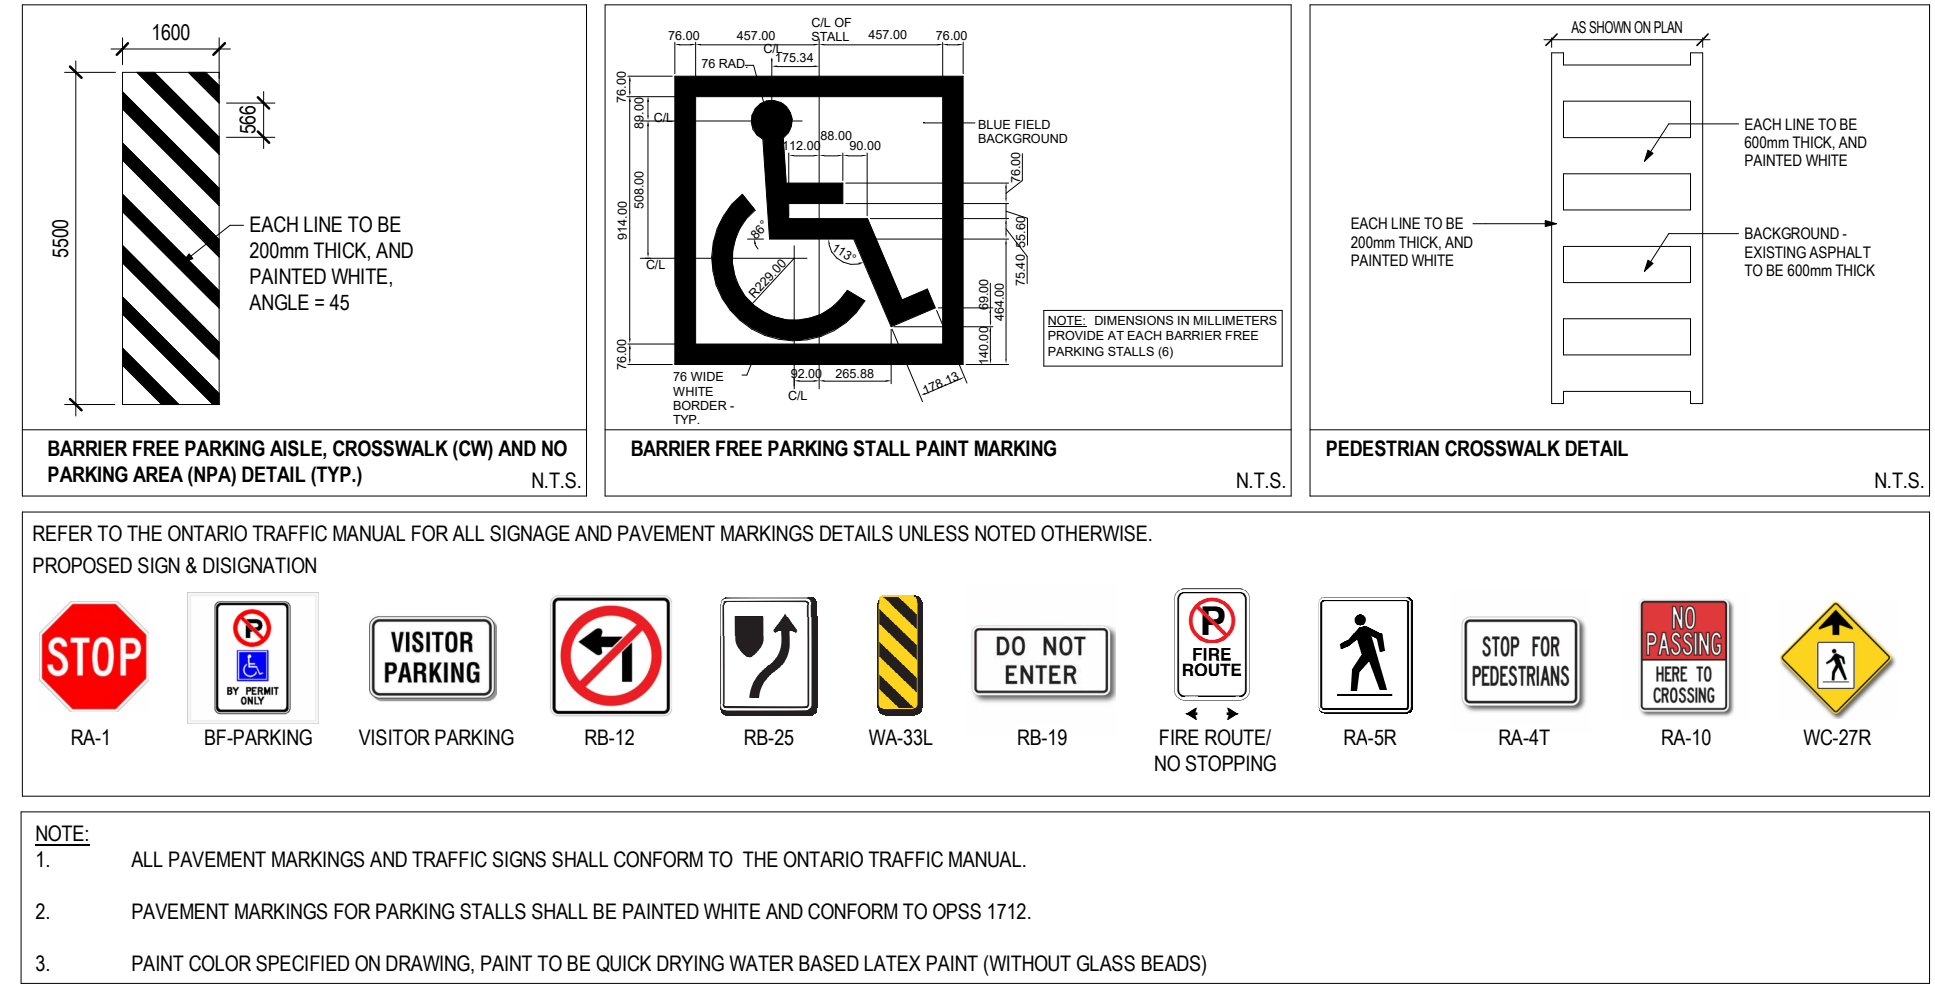 1600
5500
566
EACH LINE TO BE
200mm THICK, AND
PAINTED WHITE,
ANGLE = 45
BARRIER FREE PARKING AISLE, CROSSWALK (CW) AND NO
PARKING AREA (NPA) DETAIL (TYP.)
N.T.S.
C/L OF
STALL
76.00
457.00
457.00
76.00
C/L
175.34
76 RAD.
76.00
89.00
C/L
508.00
914.00
C/L
76.00
112.00
88.00
90.00
BLUE FIELD
BACKGROUND
76.00
55.60
75.40
86°
113°
R229.00
69.00
464.00
140.00
178.13
92.00
265.88
C/L
76 WIDE
WHITE
BORDER -
TYP.
NOTE: DIMENSIONS IN MILLIMETERS
PROVIDE AT EACH BARRIER FREE
PARKING STALLS (6)
BARRIER FREE PARKING STALL PAINT MARKING
N.T.S.
AS SHOWN ON PLAN
EACH LINE TO BE
600mm THICK, AND
PAINTED WHITE
EACH LINE TO BE
200mm THICK, AND
PAINTED WHITE
BACKGROUND -
EXISTING ASPHALT
TO BE 600mm THICK
PEDESTRIAN CROSSWALK DETAIL
N.T.S.
REFER TO THE ONTARIO TRAFFIC MANUAL FOR ALL SIGNAGE AND PAVEMENT MARKINGS DETAILS UNLESS NOTED OTHERWISE.
PROPOSED SIGN & DISIGNATION
STOP
RA-1
P
BY PERMIT
ONLY
BF-PARKING
VISITOR
PARKING
VISITOR PARKING
RB-12
RB-25
WA-33L
DO NOT
ENTER
RB-19
P
FIRE
ROUTE
FIRE ROUTE/
NO STOPPING
RA-5R
STOP FOR
PEDESTRIANS
RA-4T
NO
PASSING
HERE TO
CROSSING
RA-10
WC-27R
NOTE:
1. ALL PAVEMENT MARKINGS AND TRAFFIC SIGNS SHALL CONFORM TO THE ONTARIO TRAFFIC MANUAL.
2. PAVEMENT MARKINGS FOR PARKING STALLS SHALL BE PAINTED WHITE AND CONFORM TO OPSS 1712.
3. PAINT COLOR SPECIFIED ON DRAWING, PAINT TO BE QUICK DRYING WATER BASED LATEX PAINT (WITHOUT GLASS BEADS)